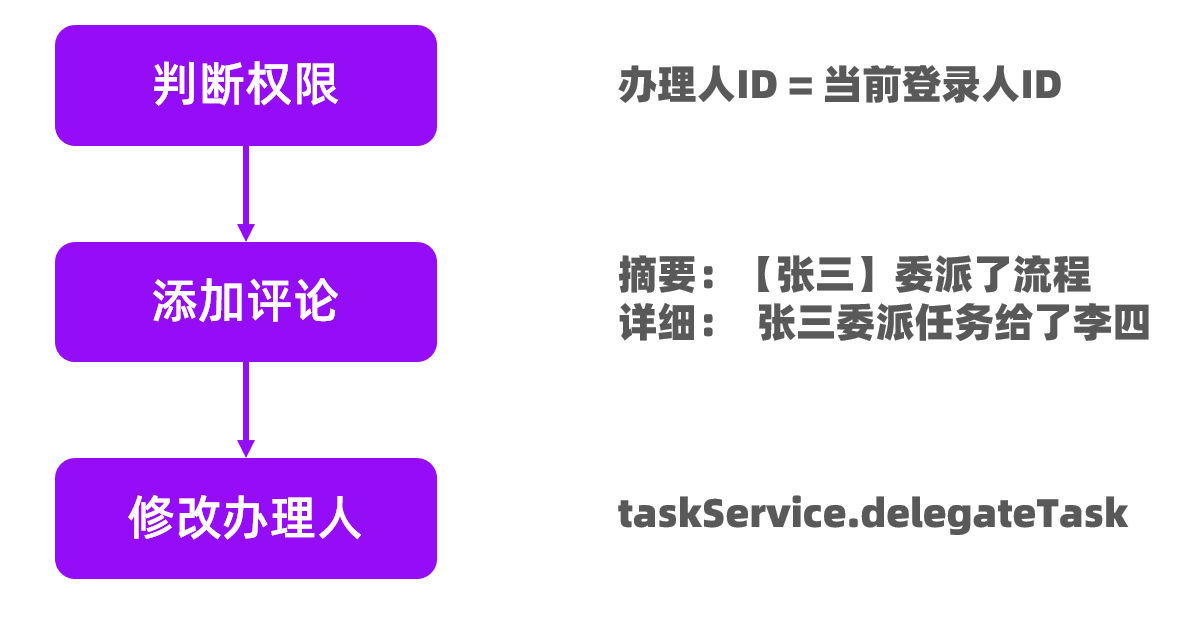 判断权限
办理人ID = 当前登录人ID
添加评论
摘要：【张三】委派了流程
详细： 张三委派任务给了李四
修改办理人
taskService.delegateTask